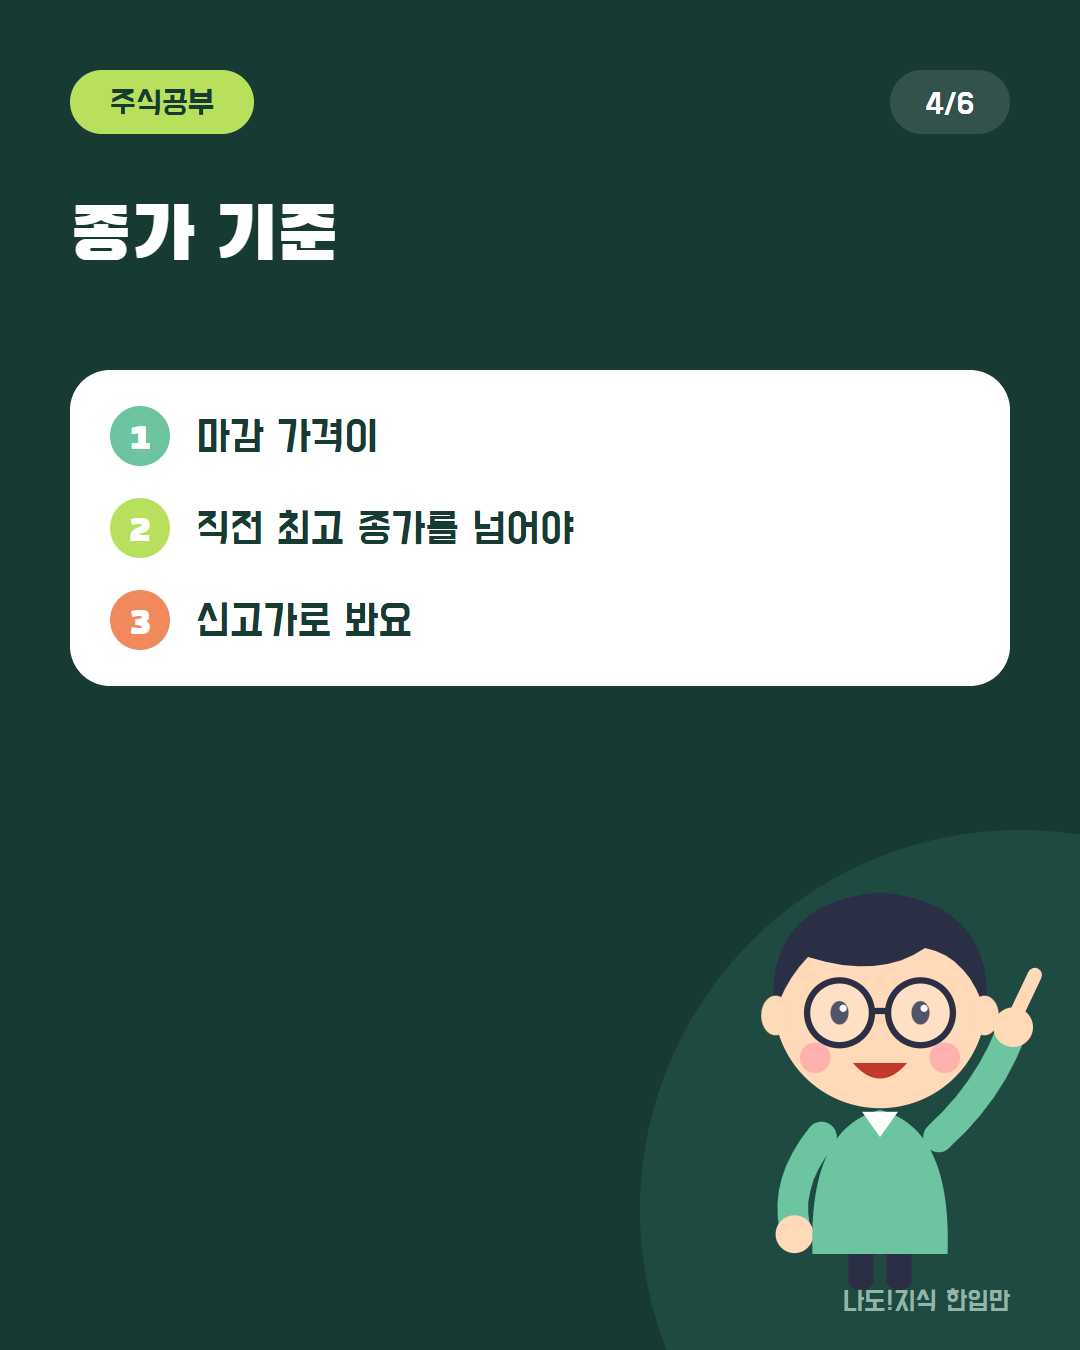 주식공부
4/6
종가 기준
1 마감 가격이
2 직전 최고 종가를 넘어야
3 신고가로 봐요
나도!지식 한입만